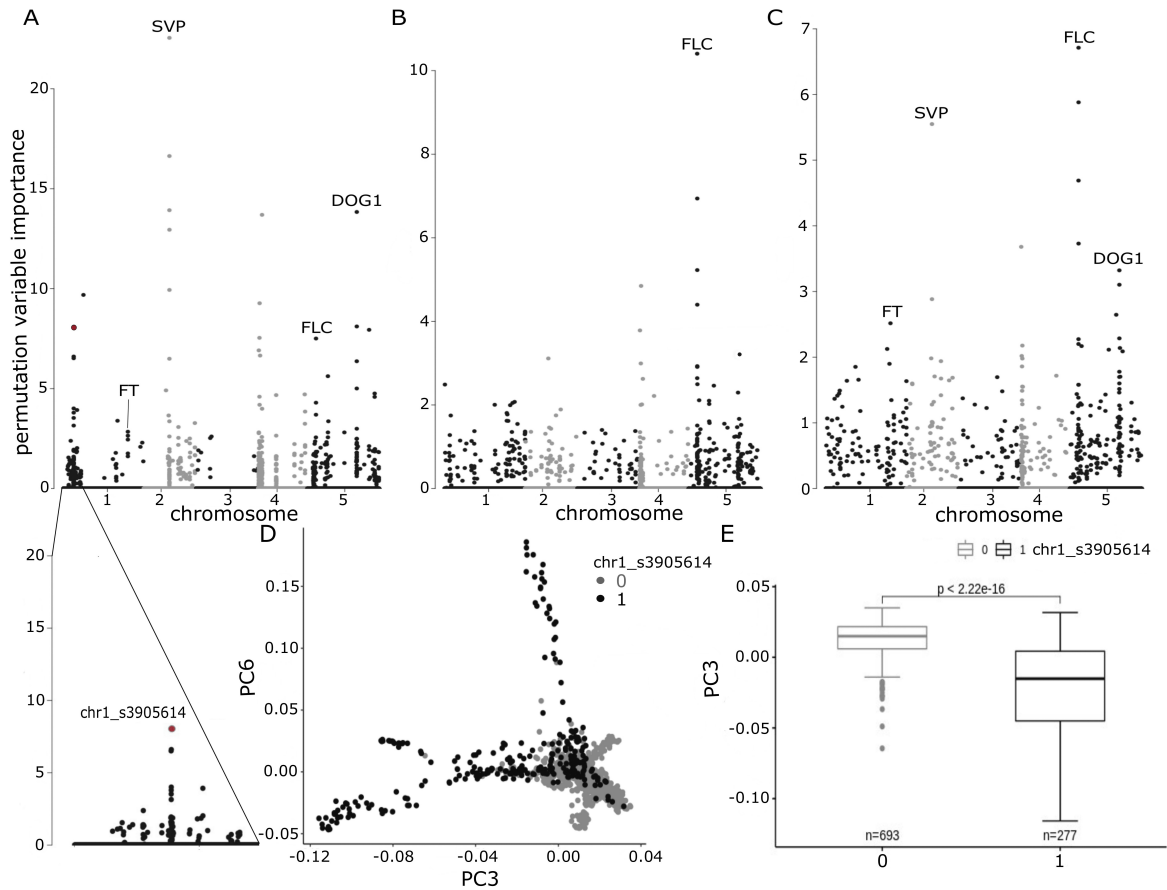 A
SVP
20
15
10
5
0
permutation variable importance
DOG1
FLC
FT
1
2
3
4
5
chromosome
B
FLC
10
8
6
4
2
0
1
2
3
4
5
chromosome
C
FLC
SVP
DOG1
FT
7
6
5
4
3
2
1
0
1
2
3
4
5
chromosome
20
15
10
5
0
chr1_s3905614
D
chr1_s3905614
0
1
0.15
0.10
0.05
0.00
-0.05
PC6
-0.12
-0.08
-0.04
0.00
0.04
PC3
E
0 1 chr1_s3905614
p < 2.22e-16
0.05
0.00
-0.05
-0.10
PC3
n=693
n=277
0
1